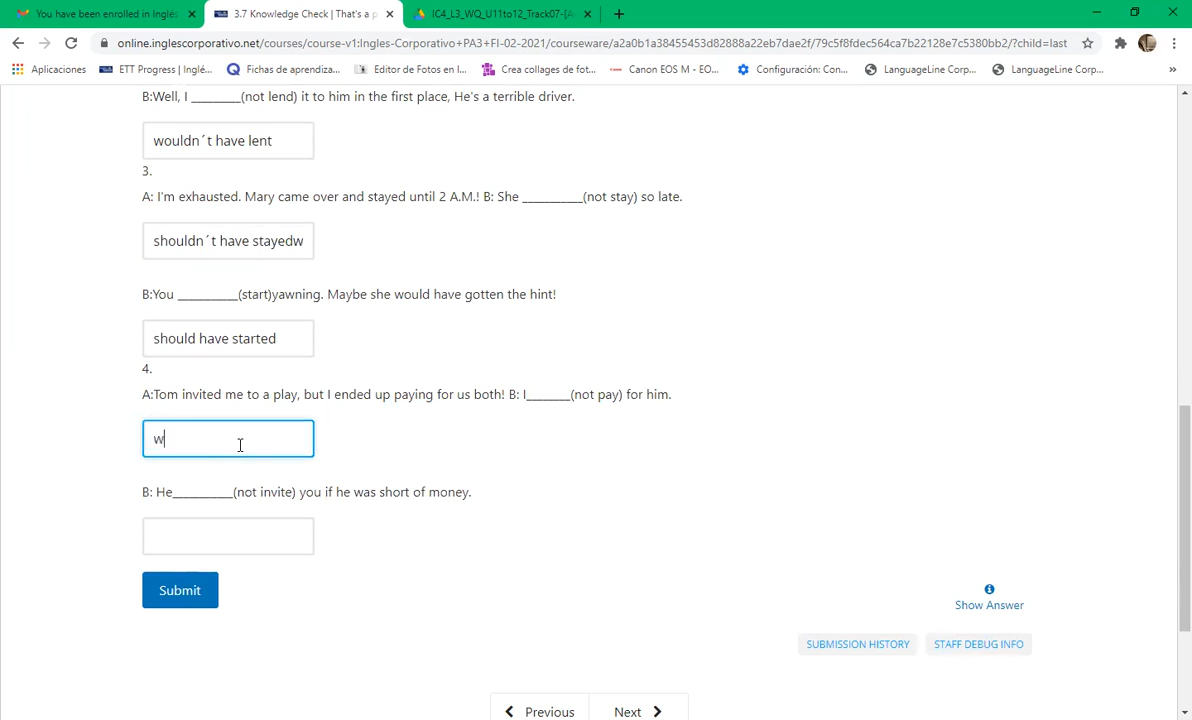 You have been enrolled in Inglés
3.7 Knowledge Check | That's a p
IC4_L3_WQ_U11to12_Track07-[A
online.inglescorporativo.net/courses/course-v1:Ingles-Corporativo+PA3+FI-02-2021/courseware/a2a0b1a38455453d82888a22eb7dae2f/79c5f8fdec564ca7b22128e7c5380bb2/?child=last
Aplicaciones
ETT Progress | Inglé...
Fichas de aprendiza...
Editor de Fotos en l...
Crea collages de fot...
Canon EOS M - EO...
Configuración: Con...
LanguageLine Corp...
LanguageLine Corp...
B:Well, I ________(not lend) it to him in the first place, He's a terrible driver.
wouldn´t have lent
3.
A: I'm exhausted. Mary came over and stayed until 2 A.M.! B: She __________(not stay) so late.
shouldn´t have stayedw
B:You __________(start)yawning. Maybe she would have gotten the hint!
should have started
4.
A:Tom invited me to a play, but I ended up paying for us both! B: I_______(not pay) for him.
w
B: He__________(not invite) you if he was short of money.
Submit
Show Answer
SUBMISSION HISTORY
STAFF DEBUG INFO
Previous
Next